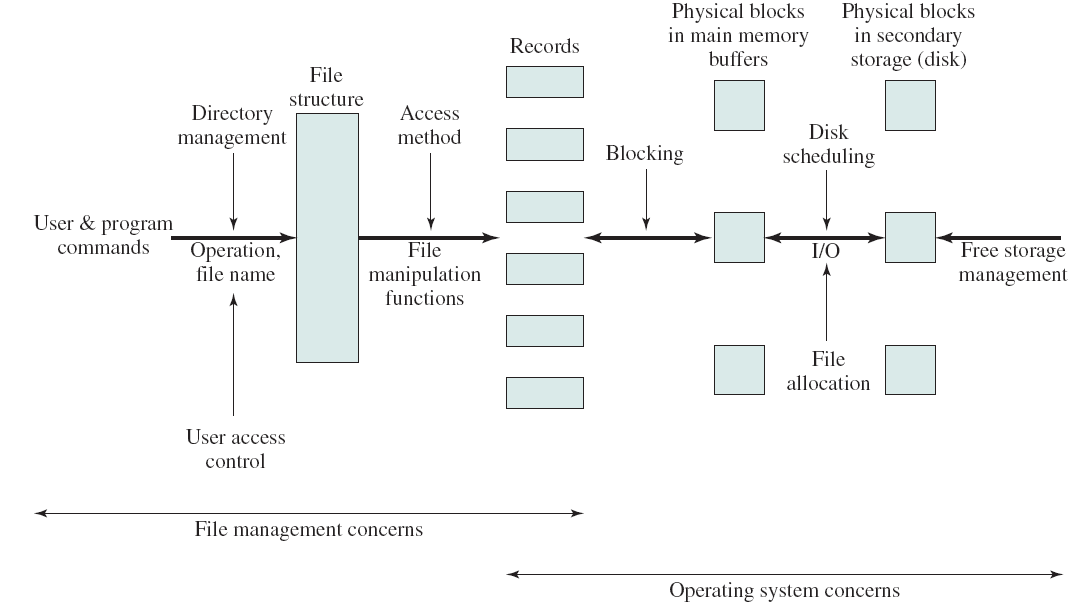 Physical blocks
in main memory
buffers
Physical blocks
in secondary
storage (disk)
Records
File
structure
Directory
management
Access
method
Blocking
Disk
scheduling
User & program
commands
Operation,
file name
File
manipulation
functions
I/O
Free storage
management
File
allocation
User access
control
File management concerns
Operating system concerns